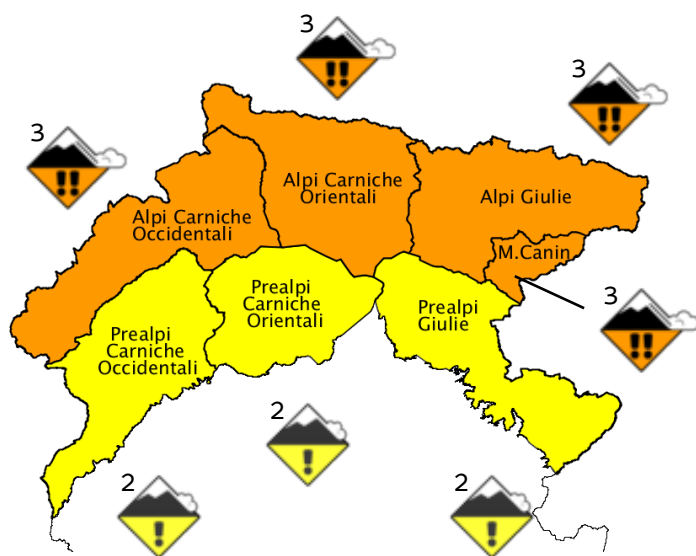 3
3
3
Alpi Carniche
Orientali
Alpi Giulie
Alpi Carniche
Occidentali
M.Canin
Prealpi
Carniche
Orientali
Prealpi
Giulie
3
Prealpi
Carniche
Occidentali
2
2
2